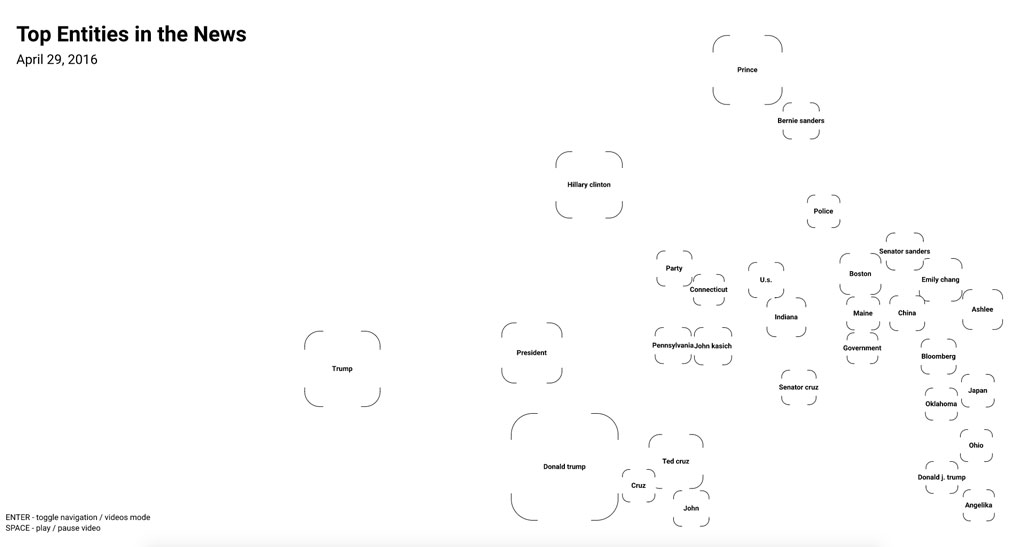 Top Entities in the News
April 29, 2016
Prince
Bernie sanders
Hillary clinton
Police
Senator sanders
Party
Boston
Emily chang
U.s.
Connecticut
Ashlee
Indiana
Maine
China
Pennsylvania
John kasich
Government
President
Bloomberg
Trump
Senator cruz
Japan
Oklahoma
Ohio
Ted cruz
Donald trump
Donald j. trump
Cruz
Angelika
John
ENTER - toggle navigation / videos mode
SPACE - play / pause video